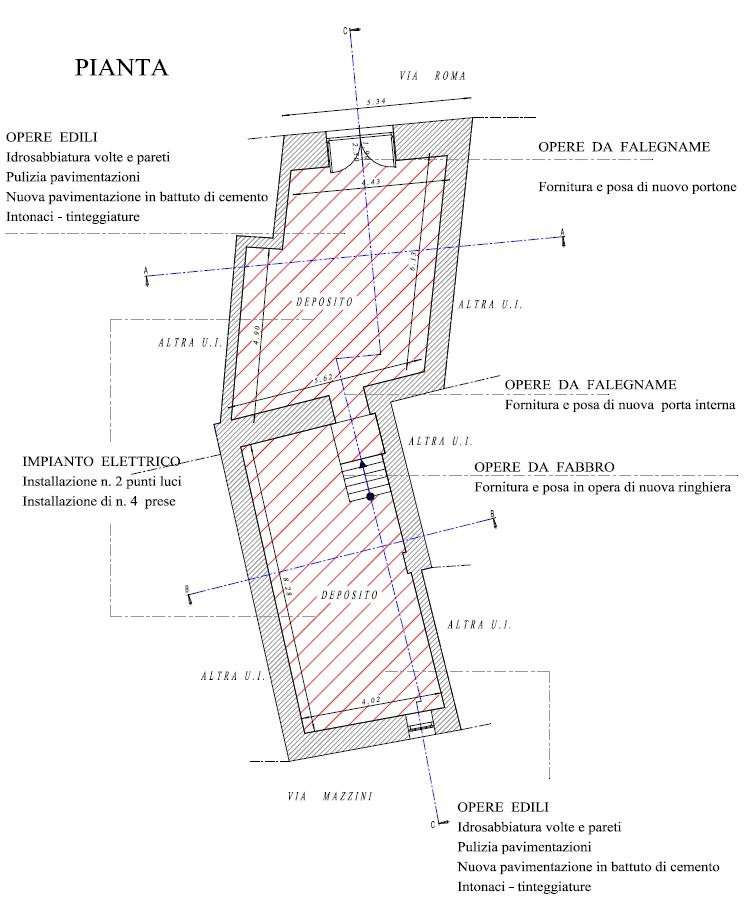 C
VIA ROMA
PIANTA
5.34
OPERE EDILI
Idrosabbiatura volte e pareti
Pulizia pavimentazioni
Nuova pavimentazione in battuto di cemento
Intonaci - tinteggiature
OPERE DA FALEGNAME
Fornitura e posa di nuovo portone
4.43
A
A
6.13
DEPOSITO
ALTRA U.I.
4.90
ALTRA U.I.
5.62
OPERE DA FALEGNAME
Fornitura e posa di nuova porta interna
ALTRA U.I.
IMPIANTO ELETTRICO
Installazione n. 2 punti luci
Installazione di n. 4 prese
OPERE DA FABBRO
Fornitura e posa in opera di nuova ringhiera
B
B
8.28
DEPOSITO
ALTRA U.I.
ALTRA U.I.
4.02
VIA MAZZINI
C
OPERE EDILI
Idrosabbiatura volte e pareti
Pulizia pavimentazioni
Nuova pavimentazione in battuto di cemento
Intonaci - tinteggiature